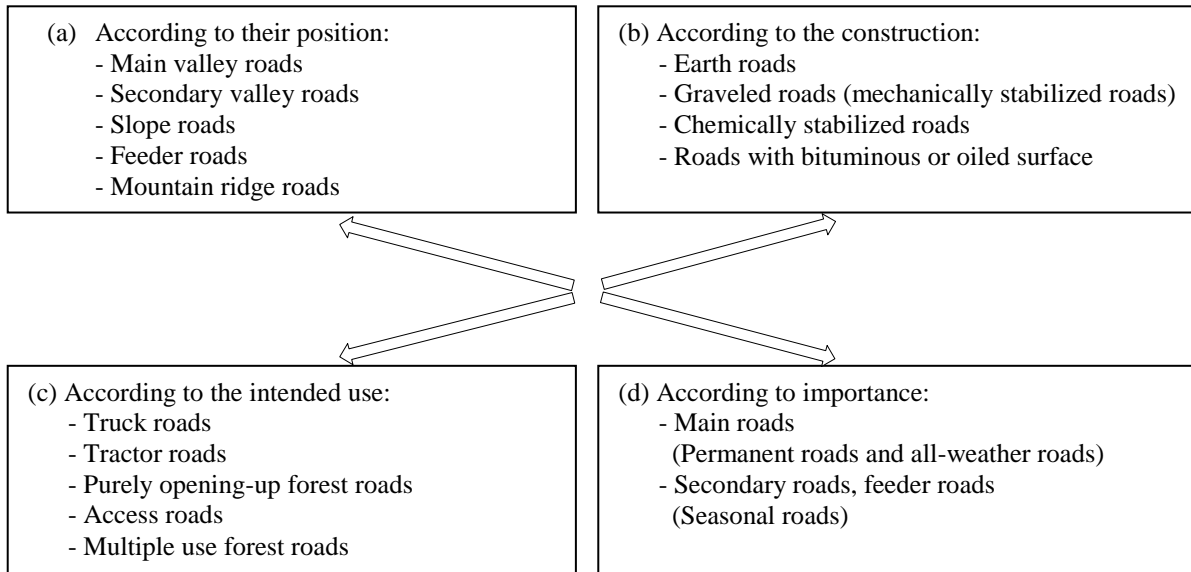 (a) According to their position:
- Main valley roads
- Secondary valley roads
- Slope roads
- Feeder roads
- Mountain ridge roads
(b) According to the construction:
- Earth roads
- Graveled roads (mechanically stabilized roads)
- Chemically stabilized roads
- Roads with bituminous or oiled surface
(c) According to the intended use:
- Truck roads
- Tractor roads
- Purely opening-up forest roads
- Access roads
- Multiple use forest roads
(d) According to importance:
- Main roads
(Permanent roads and all-weather roads)
- Secondary roads, feeder roads
(Seasonal roads)